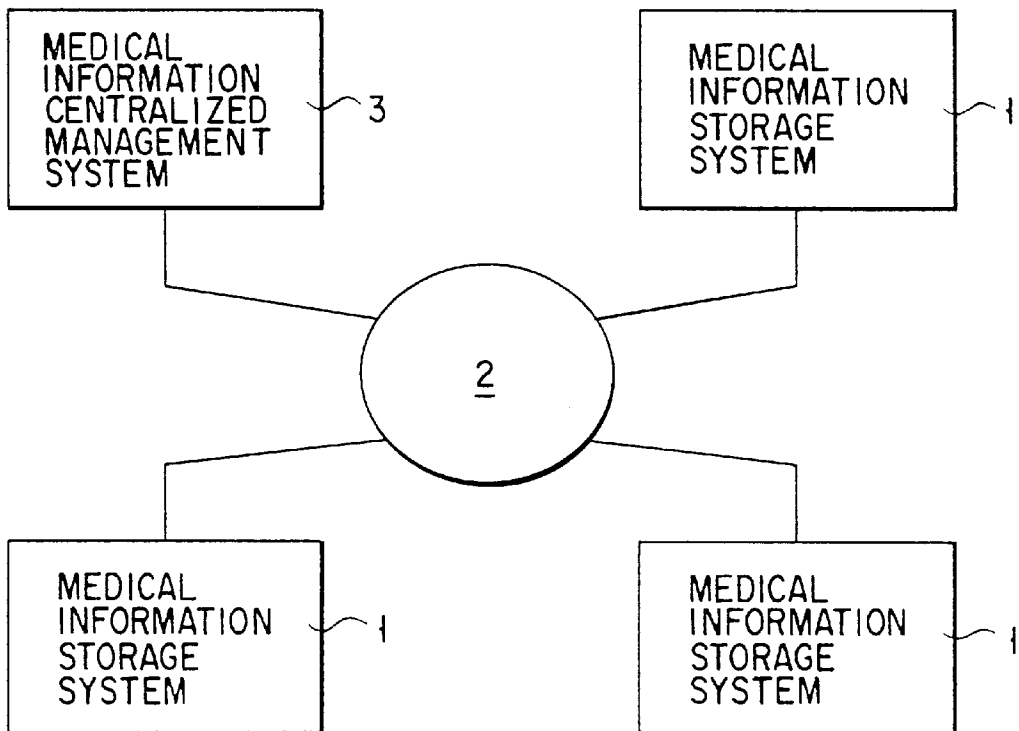 MEDICAL
INFORMATION
CENTRALIZED
MANAGEMENT
SYSTEM
3
MEDICAL
INFORMATION
STORAGE
SYSTEM
1
2
MEDICAL
INFORMATION
STORAGE
SYSTEM
1
MEDICAL
INFORMATION
STORAGE
SYSTEM
1